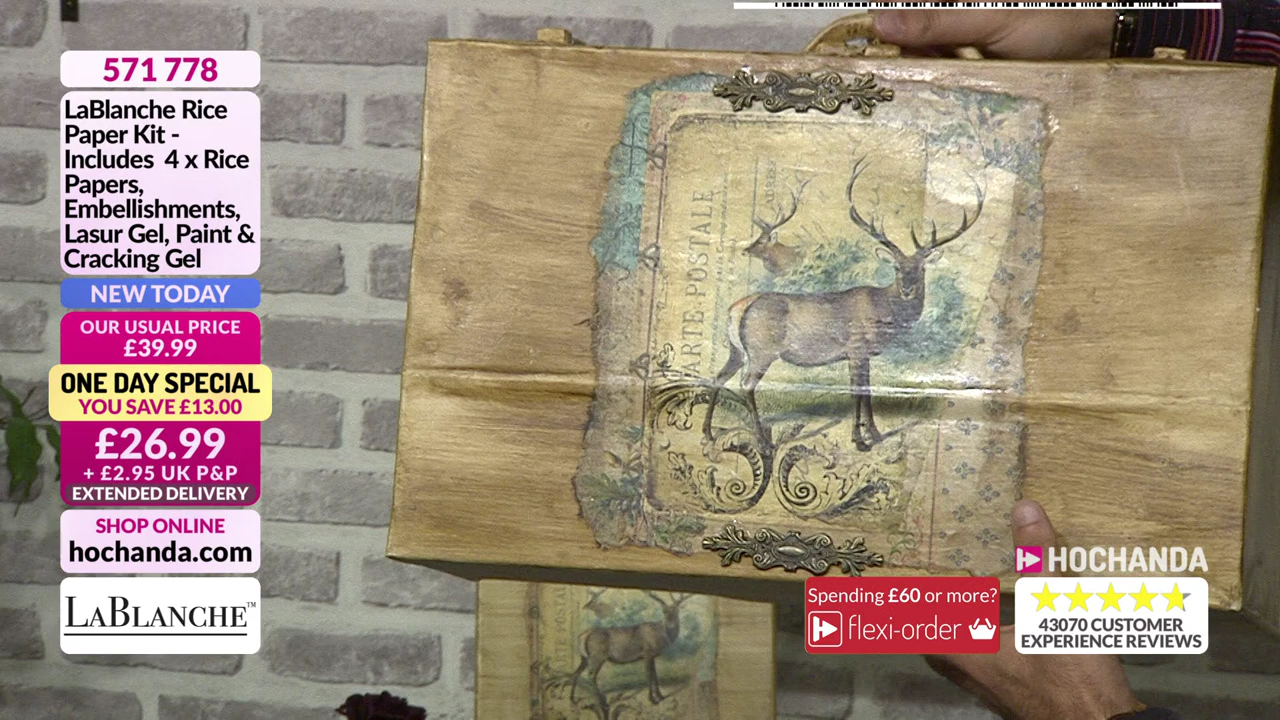 571 778
LaBlanche Rice
Paper Kit -
Includes 4 x Rice
Papers,
Embellishments,
Lasur Gel, Paint &
Cracking Gel
NEW TODAY
OUR USUAL PRICE
£39.99
ONE DAY SPECIAL
YOU SAVE £13.00
£26.99
+ £2.95 UK P&P
EXTENDED DELIVERY
SHOP ONLINE
hochanda.com
LABLANCHE™
ARTE POSTALE
HOCHANDA
Spending £60 or more?
flexi-order
43070 CUSTOMER
EXPERIENCE REVIEWS